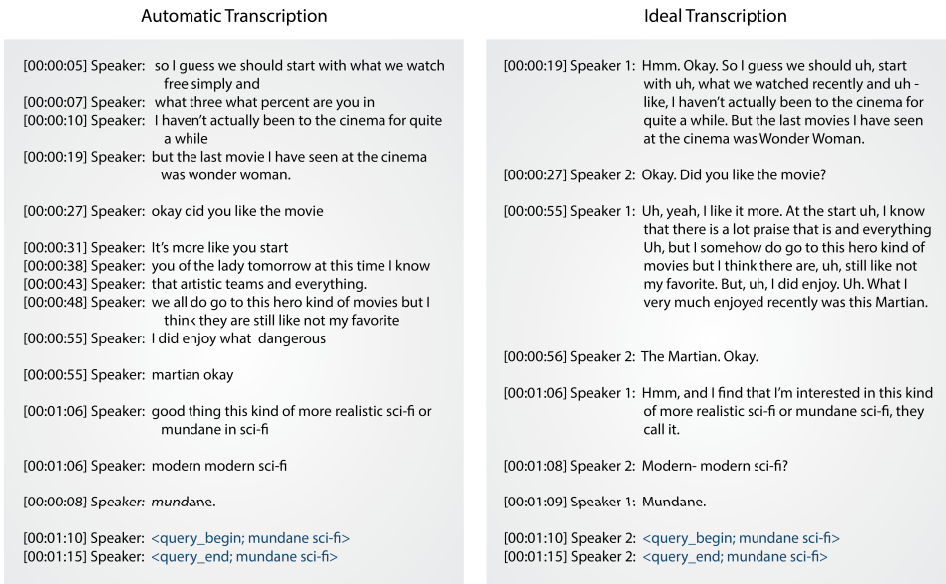 Automatic Transcription
[00:00:05] Speaker: so I guess we should start with what we watch
free simply and
[00:00:07] Speaker: what three what percent are you in
[00:00:10] Speaker: I haven't actually been to the cinema for quite
a while
[00:00:19] Speaker: but the last movie I have seen at the cinema
was wonder woman.
[00:00:27] Speaker: okay cid you like the movie
[00:00:31] Speaker: It's more like you start
[00:00:38] Speaker: you of the lady tomorrow at this time I know
[00:00:43] Speaker: that artistic teams and everything.
[00:00:48] Speaker: we all do go to this hero kind of movies but I
think they are still like not my favorite
[00:00:55] Speaker: I did enjoy what dangerous
[00:00:55] Speaker: martian okay
[00:01:06] Speaker: good thing this kind of more realistic sci-fi or
mundane in sci-fi
[00:01:06] Speaker: modern modern sci-fi
[00:00:08] Speaker: mundane.
[00:01:10] Speaker: <query_begin; mundane sci-fi>
[00:01:15] Speaker: <query_end; mundane sci-fi>
Ideal Transcription
[00:00:19] Speaker 1: Hmm. Okay. So I guess we should uh, start
with uh, what we watched recently and uh -
like, I haven't actually been to the cinema for
quite a while. But the last movies I have seen
at the cinema was Wonder Woman.
[00:00:27] Speaker 2: Okay. Did you like the movie?
[00:00:55] Speaker 1: Uh, yeah, I like it more. At the start uh, I know
that there is a lot praise that is and everything
Uh, but I somehow do go to this hero kind of
movies but I think there are, uh, still like not
my favorite. But, uh, I did enjoy. Uh. What I
very much enjoyed recently was this Martian.
[00:00:56] Speaker 2: The Martian. Okay.
[00:01:06] Speaker 1: Hmm, and I find that I'm interested in this kind
of more realistic sci-fi or mundane sci-fi, they
call it.
[00:01:08] Speaker 2: Modern- modern sci-fi?
[00:01:09] Speaker 1: Mundane.
[00:01:10] Speaker 2: <query_begin; mundane sci-fi>
[00:01:15] Speaker 2: <query_end; mundane sci-fi>